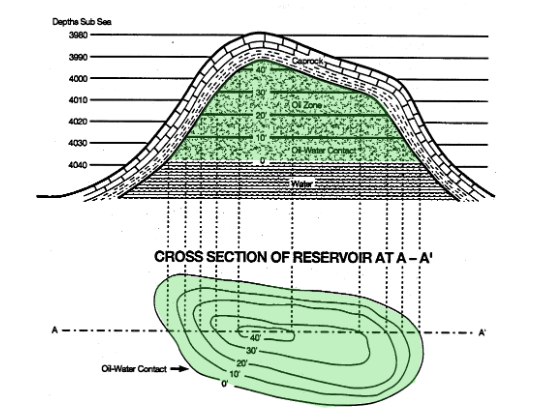 Depths Sub Sea
3980
3990
4000
4010
4020
4030
4040
Caprock
40'
30'
Oil Zone
20'
10'
Oil-Water Contact
0'
Water
CROSS SECTION OF RESERVOIR AT A – A'
A
A'
40'
30'
20'
10'
0'
Oil-Water Contact